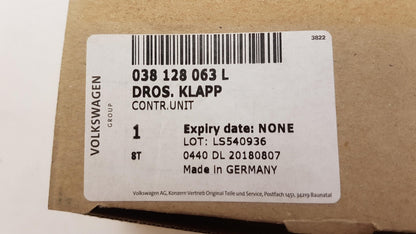 3822
VOLKSWAGEN
GROUP
038 128 063 L
DROS. KLAPP
CONTR.UNIT
1 Expiry date: NONE
LOT: LS540936
8T 0440 DL 20180807
Made in GERMANY
Volkswagen AG, Konzern Vertrieb Original Teile und Service, Postfach 1451, 34219 Baunatal